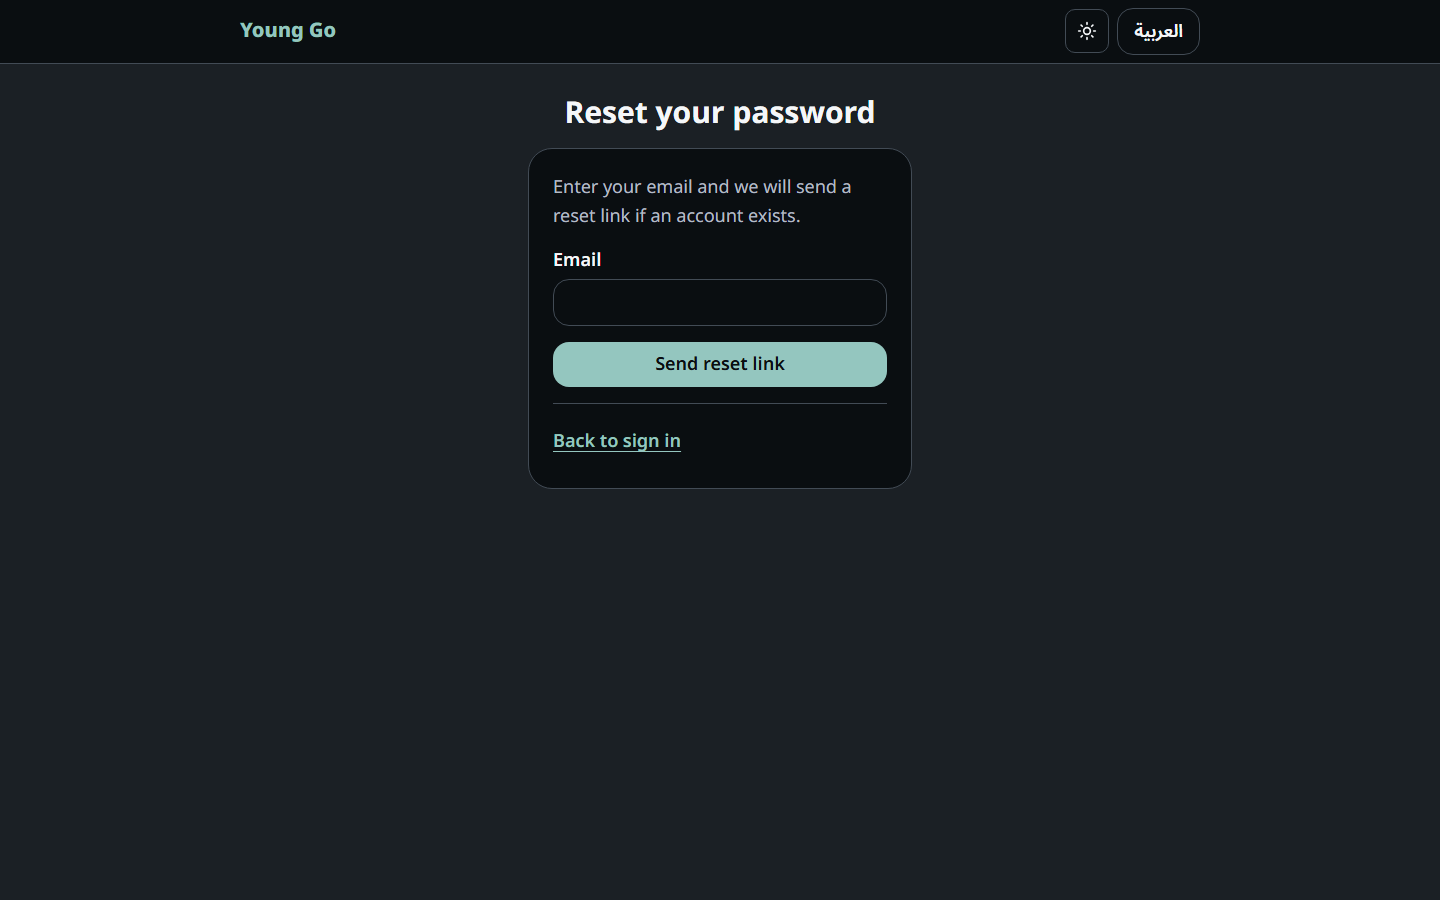 Young Go
العربية
Reset your password
Enter your email and we will send a
reset link if an account exists.
Email
Send reset link
Back to sign in